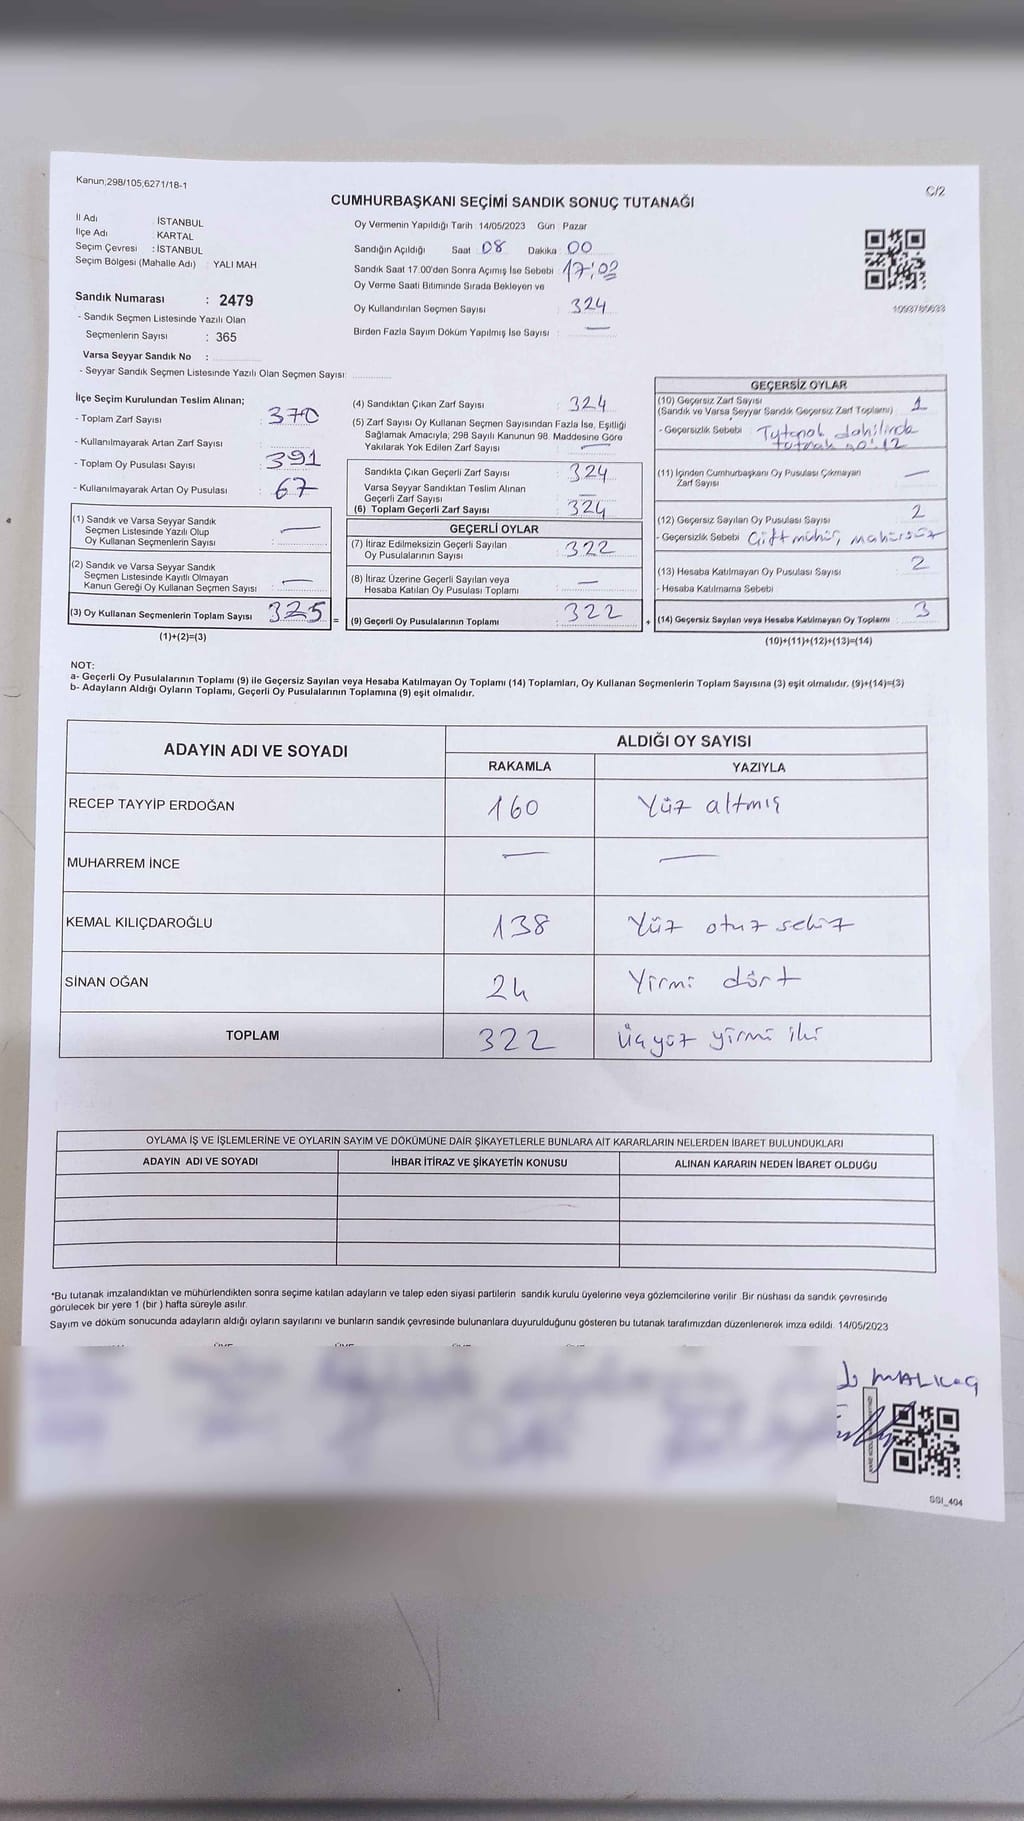 Kanun;298/105;6271/18-1
C/2
CUMHURBAŞKANI SEÇİMİ SANDIK SONUÇ TUTANAĞI
İl Adı : İSTANBUL
İlçe Adı : KARTAL
Seçim Çevresi : İSTANBUL
Seçim Bölgesi (Mahalle Adı) : YALI MAH
Sandık Numarası : 2479
- Sandık Seçmen Listesinde Yazılı Olan
Seçmenlerin Sayısı : 365
Varsa Seyyar Sandık No :
- Seyyar Sandık Seçmen Listesinde Yazılı Olan Seçmen Sayısı:
Oy Vermenin Yapıldığı Tarih 14/05/2023 Gün Pazar
Sandığın Açıldığı Saat 08 Dakika 00
Sandık Saat 17.00'den Sonra Açımış İse Sebebi : 17:02
Oy Verme Saati Bitiminde Sırada Bekleyen ve
Oy Kullandırılan Seçmen Sayısı : 324
Birden Fazla Sayım Döküm Yapılmış İse Sayısı : —
1093789633
İlçe Seçim Kurulundan Teslim Alınan;
- Toplam Zarf Sayısı : 370
- Kullanılmayarak Artan Zarf Sayısı :
- Toplam Oy Pusulası Sayısı : 391
- Kullanılmayarak Artan Oy Pusulası : 67
(1) Sandık ve Varsa Seyyar Sandık
Seçmen Listesinde Yazılı Olup
Oy Kullanan Seçmenlerin Sayısı : —
(2) Sandık ve Varsa Seyyar Sandık
Seçmen Listesinde Kayıtlı Olmayan
Kanun Gereği Oy Kullanan Seçmen Sayısı : —
(3) Oy Kullanan Seçmenlerin Toplam Sayısı : 325 =
(1)+(2)=(3)
(4) Sandıktan Çıkan Zarf Sayısı : 324
(5) Zarf Sayısı Oy Kullanan Seçmen Sayısından Fazla İse, Eşitliği
Sağlamak Amacıyla; 298 Sayılı Kanunun 98. Maddesine Göre
Yakılarak Yok Edilen Zarf Sayısı : —
Sandıkta Çıkan Geçerli Zarf Sayısı : 324
Varsa Seyyar Sandıktan Teslim Alınan
Geçerli Zarf Sayısı : —
(6) Toplam Geçerli Zarf Sayısı : 324
GEÇERLİ OYLAR
(7) İtiraz Edilmeksizin Geçerli Sayılan
Oy Pusulalarının Sayısı : 322
(8) İtiraz Üzerine Geçerli Sayılan veya
Hesaba Katılan Oy Pusulası Toplamı : —
(9) Geçerli Oy Pusulalarının Toplamı : 322 +
GEÇERSİZ OYLAR
(10) Geçersiz Zarf Sayısı : 1
(Sandık ve Varsa Seyyar Sandık Geçersiz Zarf Toplamı)
- Geçersizlik Sebebi : Tutanak dahilinde
tutnak no: 12
(11) İçinden Cumhurbaşkanı Oy Pusulası Çıkmayan
Zarf Sayısı : —
(12) Geçersiz Sayılan Oy Pusulası Sayısı : 2
- Geçersizlik Sebebi Çift mühür, mühürsüz
(13) Hesaba Katılmayan Oy Pusulası Sayısı : 2
- Hesaba Katılmama Sebebi
(14) Geçersiz Sayılan veya Hesaba Katılmayan Oy Toplamı : 3
(10)+(11)+(12)+(13)=(14)
NOT:
a- Geçerli Oy Pusulalarının Toplamı (9) ile Geçersiz Sayılan veya Hesaba Katılmayan Oy Toplamı (14) Toplamları, Oy Kullanan Seçmenlerin Toplam Sayısına (3) eşit olmalıdır. (9)+(14)=(3)
b- Adayların Aldığı Oyların Toplamı, Geçerli Oy Pusulalarının Toplamına (9) eşit olmalıdır.
ADAYIN ADI VE SOYADI
ALDIĞI OY SAYISI
RAKAMLA YAZIYLA
RECEP TAYYİP ERDOĞAN 160 Yüz altmış
MUHARREM İNCE — —
KEMAL KILIÇDAROĞLU 138 Yüz otuz sekiz
SİNAN OĞAN 24 Yirmi dört
TOPLAM 322 Üçyüz yirmi iki
OYLAMA İŞ VE İŞLEMLERİNE VE OYLARIN SAYIM VE DÖKÜMÜNE DAİR ŞİKAYETLERLE BUNLARA AİT KARARLARIN NELERDEN İBARET BULUNDUKLARI
ADAYIN ADI VE SOYADI İHBAR İTİRAZ VE ŞİKAYETİN KONUSU ALINAN KARARIN NEDEN İBARET OLDUĞU
*Bu tutanak imzalandıktan ve mühürlendikten sonra seçime katılan adayların ve talep eden siyasi partilerin sandık kurulu üyelerine veya gözlemcilerine verilir .Bir nüshası da sandık çevresinde
görülecek bir yere 1 (bir ) hafta süreyle asılır.
Sayım ve döküm sonucunda adayların aldığı oyların sayılarını ve bunların sandık çevresinde bulunanlara duyurulduğunu gösteren bu tutanak tarafımızdan düzenlenerek imza edildi. 14/05/2023
MALKOÇ
SSI_404